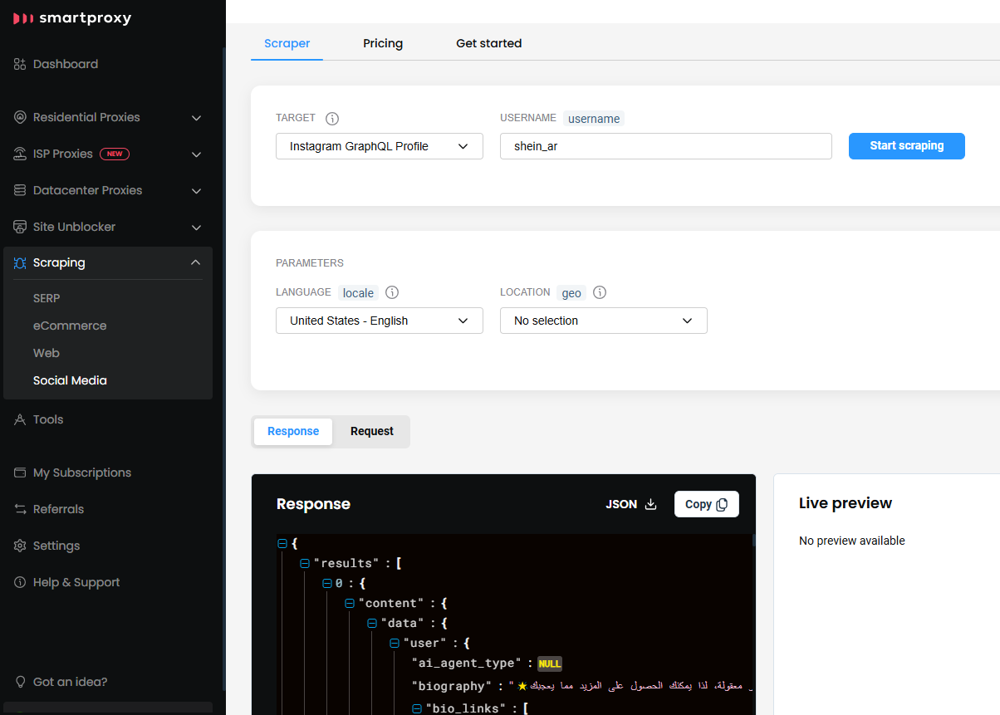 smartproxy
Dashboard
Residential Proxies
ISP Proxies NEW
Datacenter Proxies
Site Unblocker
Scraping
SERP
eCommerce
Web
Social Media
Tools
My Subscriptions
Referrals
Settings
Help & Support
Got an idea?
Scraper Pricing Get started
TARGET USERNAME username
Instagram GraphQL Profile shein_ar Start scraping
PARAMETERS
LANGUAGE locale LOCATION geo
United States - English No selection
Response Request
Response JSON Copy
{
"results" : [
0 : {
"content" : {
"data" : {
"user" : {
"ai_agent_type" : NULL
"biography" : "⭐معقولة، لذا يمكنك الحصول على المزيد مما يعجبك
"bio_links" : [
Live preview
No preview available